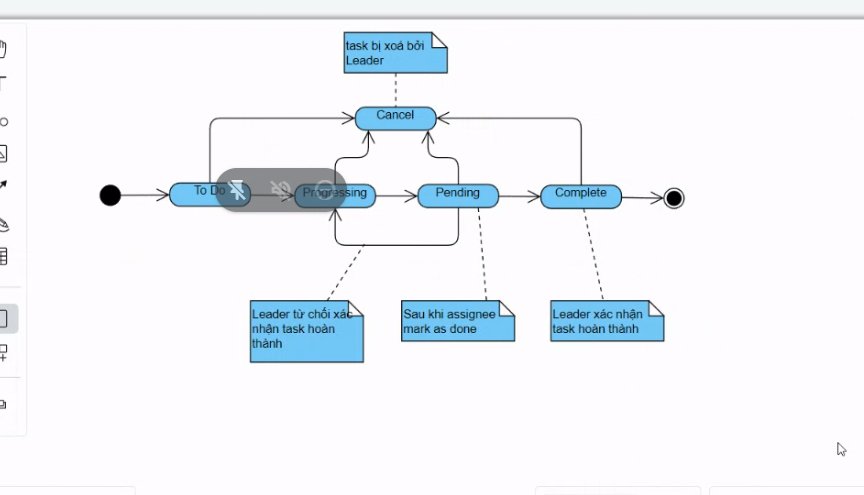 task bị xoá bởi
Leader
Cancel
To Do
Progressing
Pending
Complete
Leader từ chối xác
nhận task hoàn
thành
Sau khi assignee
mark as done
Leader xác nhận
task hoàn thành